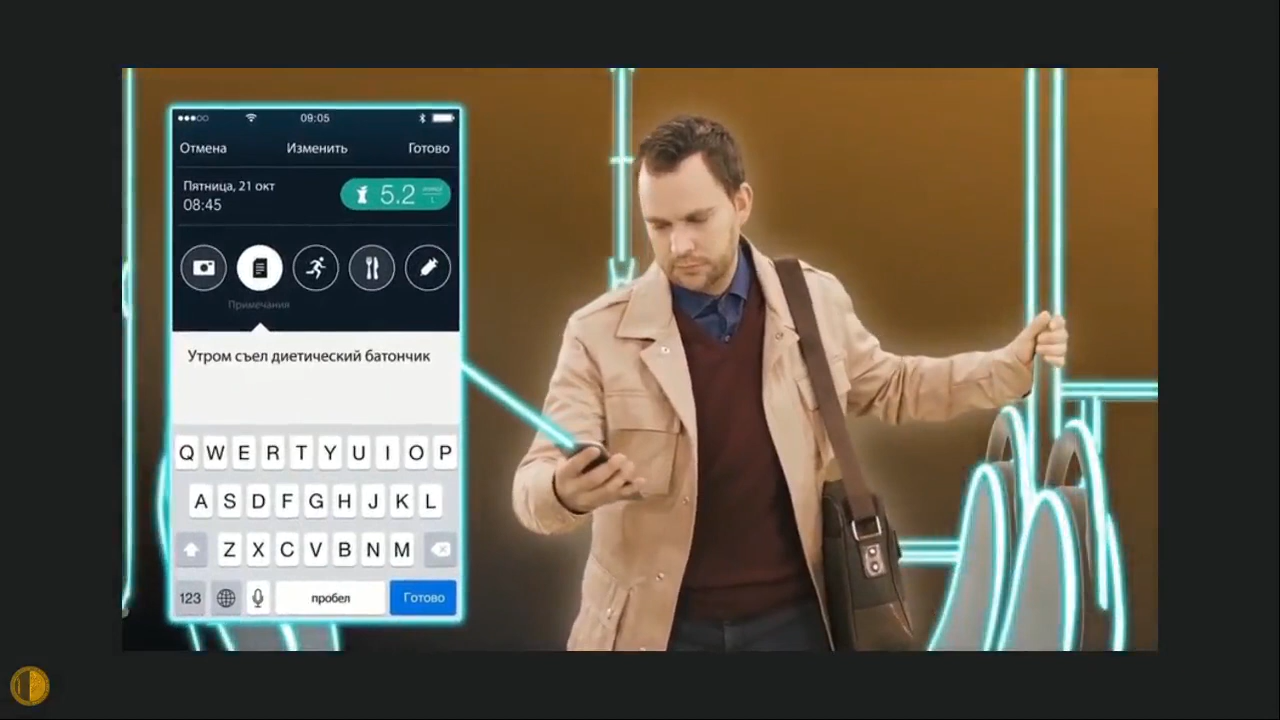 09:05
Отмена Изменить Готово
Пятница, 21 окт
08:45
5.2
Примечания
Утром съел диетический батончик
Q W E R T Y U I O P
A S D F G H J K L
Z X C V B N M
123 пробел Готово